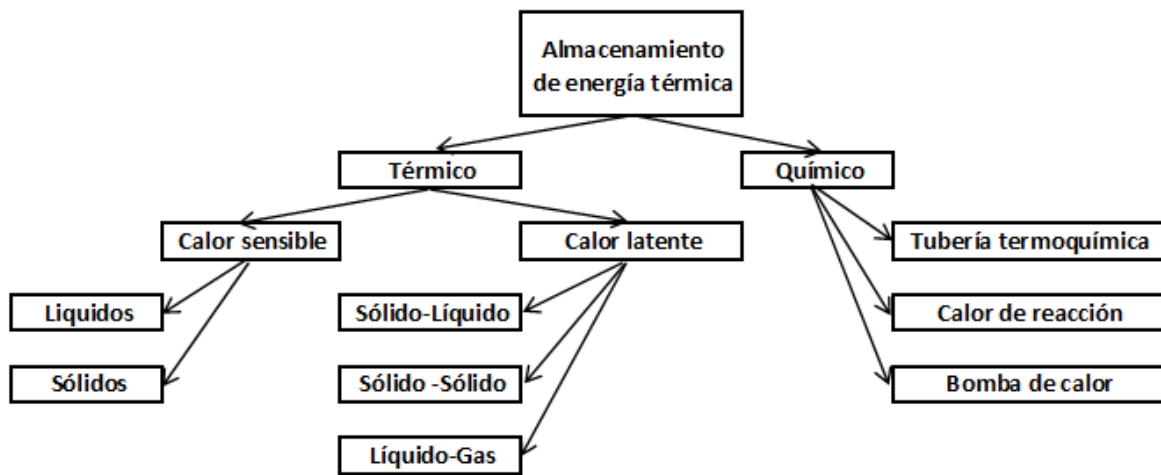 Almacenamiento
de energía térmica
Térmico
Químico
Calor sensible
Calor latente
Tubería termoquímica
Liquidos
Sólido-Líquido
Calor de reacción
Sólidos
Sólido -Sólido
Bomba de calor
Líquido-Gas